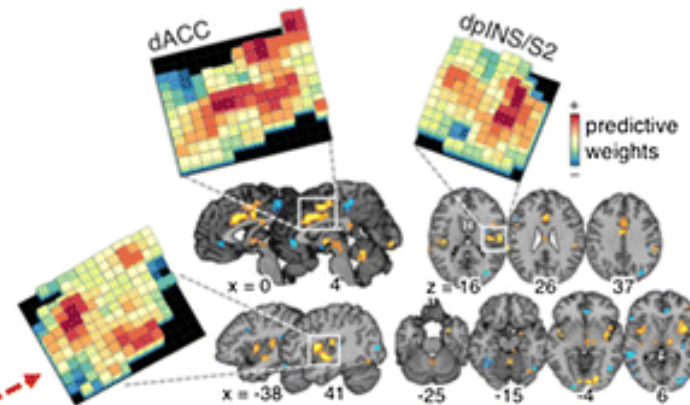 dACC
dpINS/S2
+
predictive
weights
−
x = 0
4
z = -16
26
37
x = -38
41
-25
-15
-4
6